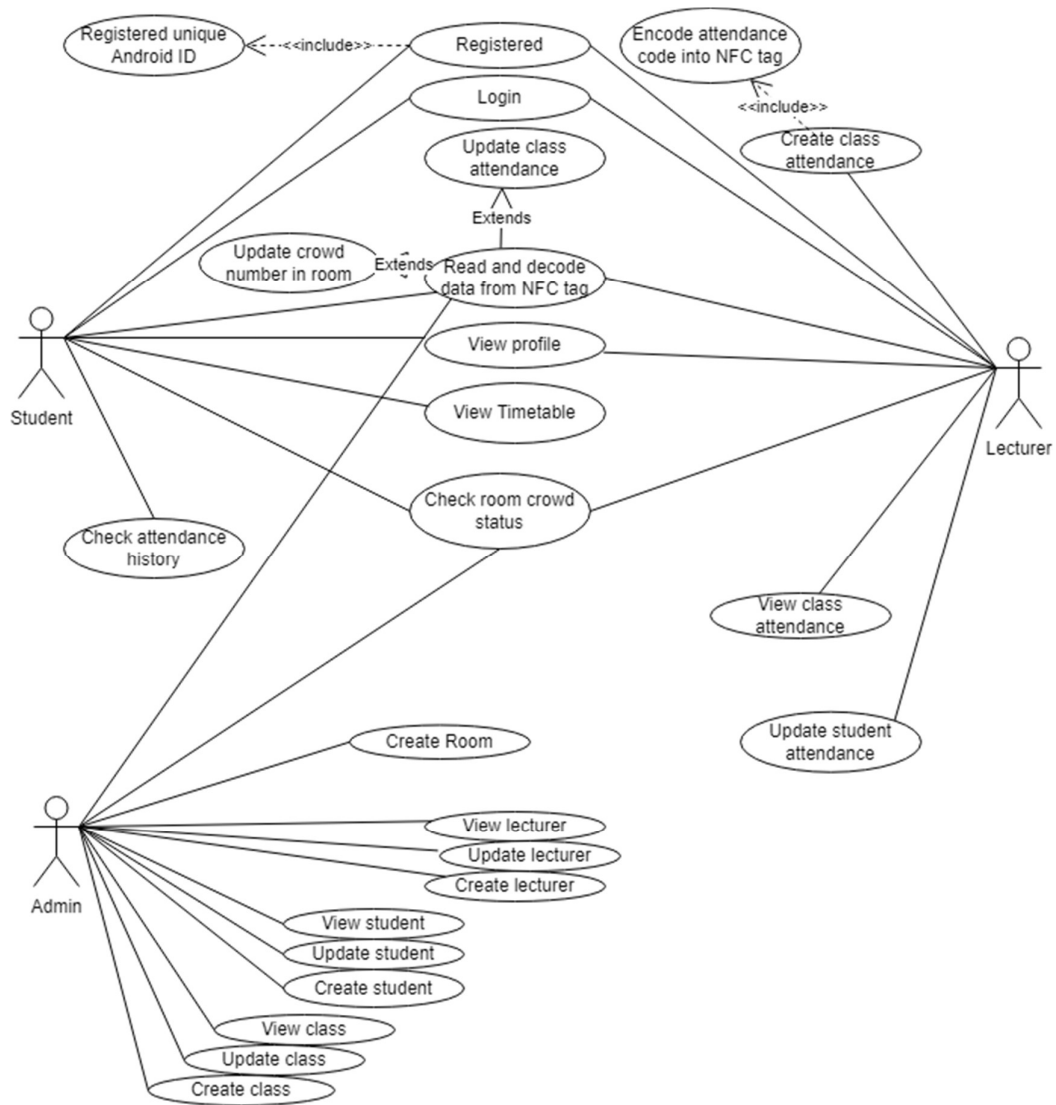 Registered unique
Android ID
<<include>>
Registered
Encode attendance
code into NFC tag
<<include>>
Login
Create class
attendance
Update class
attendance
Extends
Update crowd
number in room
Extends
Read and decode
data from NFC tag
View profile
Student
View Timetable
Lecturer
Check room crowd
status
Check attendance
history
View class
attendance
Update student
attendance
Create Room
View lecturer
Update lecturer
Create lecturer
Admin
View student
Update student
Create student
View class
Update class
Create class